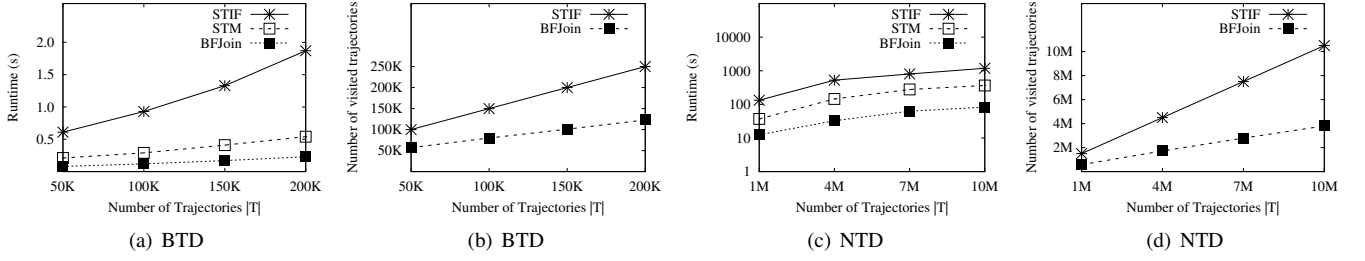 Runtime (s)
2.0
1.5
1.0
0.5
50K 100K 150K 200K
Number of Trajectories |T|
STIF
STM
BFJoin
(a) BTD
Number of visited trajectories
250K
200K
150K
100K
50K
50K 100K 150K 200K
Number of Trajectories |T|
STIF
BFJoin
(b) BTD
Runtime (s)
10000
1000
100
10
1
1M 4M 7M 10M
Number of Trajectories |T|
STIF
STM
BFJoin
(c) NTD
Number of visited trajectories
10M
8M
6M
4M
2M
1M 4M 7M 10M
Number of Trajectories |T|
STIF
BFJoin
(d) NTD